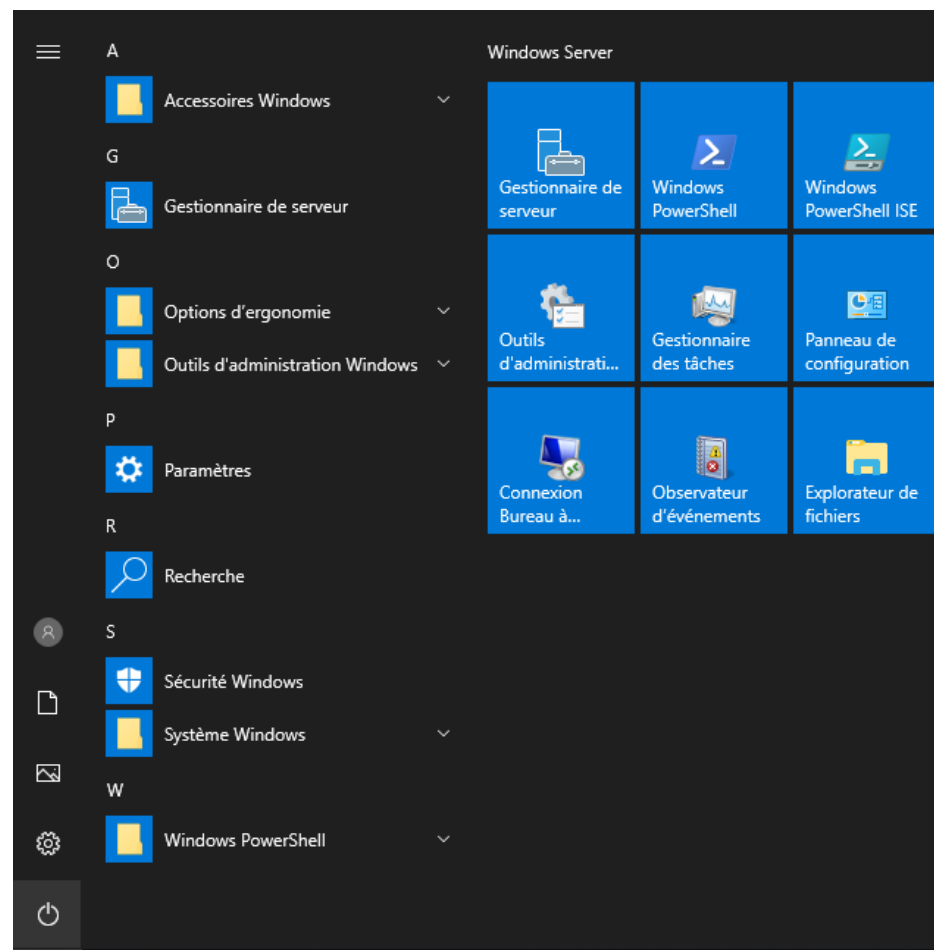 A
Accessoires Windows
G
Gestionnaire de serveur
O
Options d’ergonomie
Outils d'administration Windows
P
Paramètres
R
Recherche
S
Sécurité Windows
Système Windows
W
Windows PowerShell
Windows Server
Gestionnaire de
serveur
Windows
PowerShell
Windows
PowerShell ISE
Outils
d'administrati...
Gestionnaire
des tâches
Panneau de
configuration
Connexion
Bureau à...
Observateur
d'événements
Explorateur de
fichiers